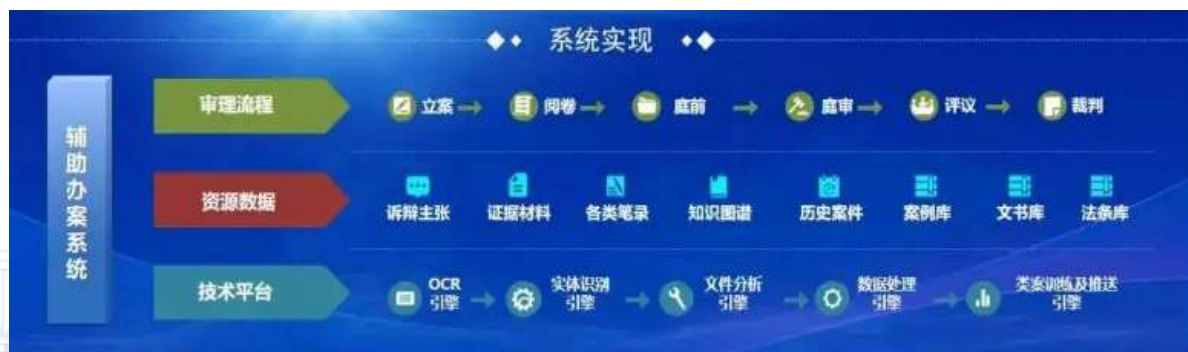 系统实现
辅助办案系统
审理流程
立案
阅卷
庭前
庭审
评议
裁判
资源数据
诉辩主张
证据材料
各类笔录
知识图谱
历史案件
案例库
文书库
法条库
技术平台
OCR
引擎
实体识别
引擎
文件分析
引擎
数据处理
引擎
类案训练及推送
引擎